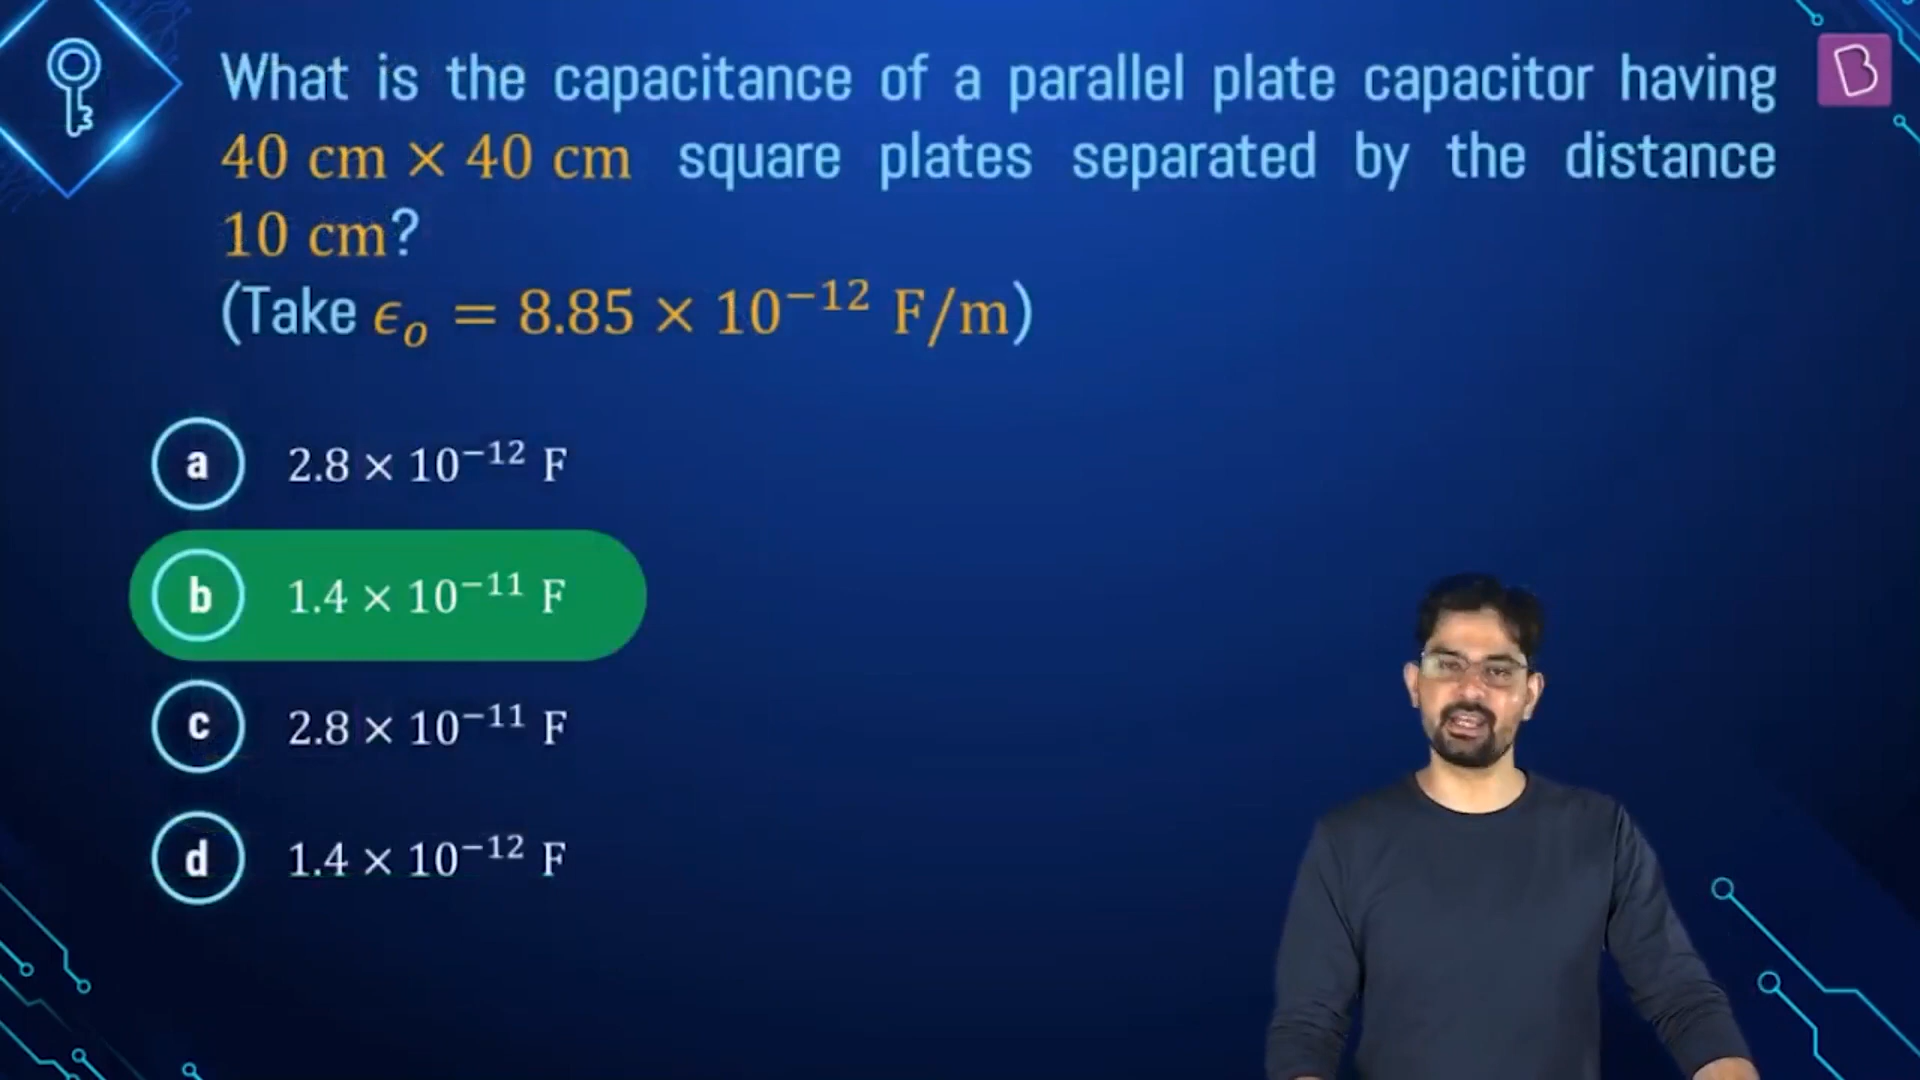 What is the capacitance of a parallel plate capacitor having
40 cm × 40 cm square plates separated by the distance
10 cm?
(Take ϵₒ = 8.85 × 10⁻¹² F/m)
a 2.8 × 10⁻¹² F
b 1.4 × 10⁻¹¹ F
c 2.8 × 10⁻¹¹ F
d 1.4 × 10⁻¹² F
B